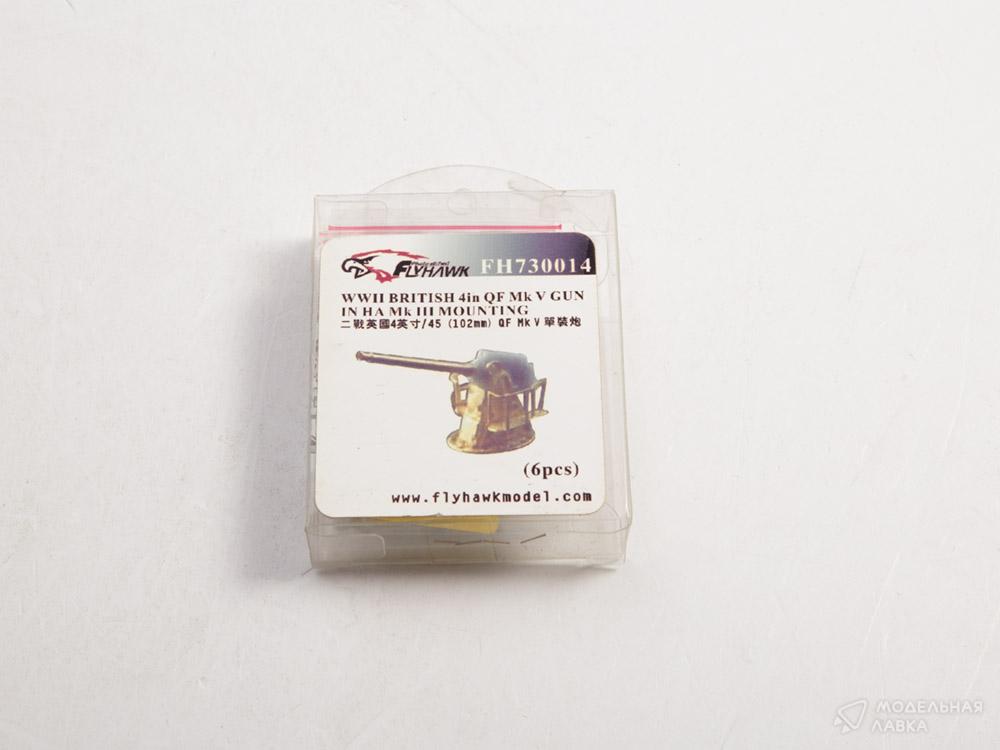 FLYHAWK FH730014
WWII BRITISH 4in QF Mk V GUN
IN HA Mk III MOUNTING
二戰英國4英寸/45 (102mm) QF Mk V 單裝炮
(6pcs)
www.flyhawkmodel.com
МОДЕЛЬНАЯ
ЛАВКА